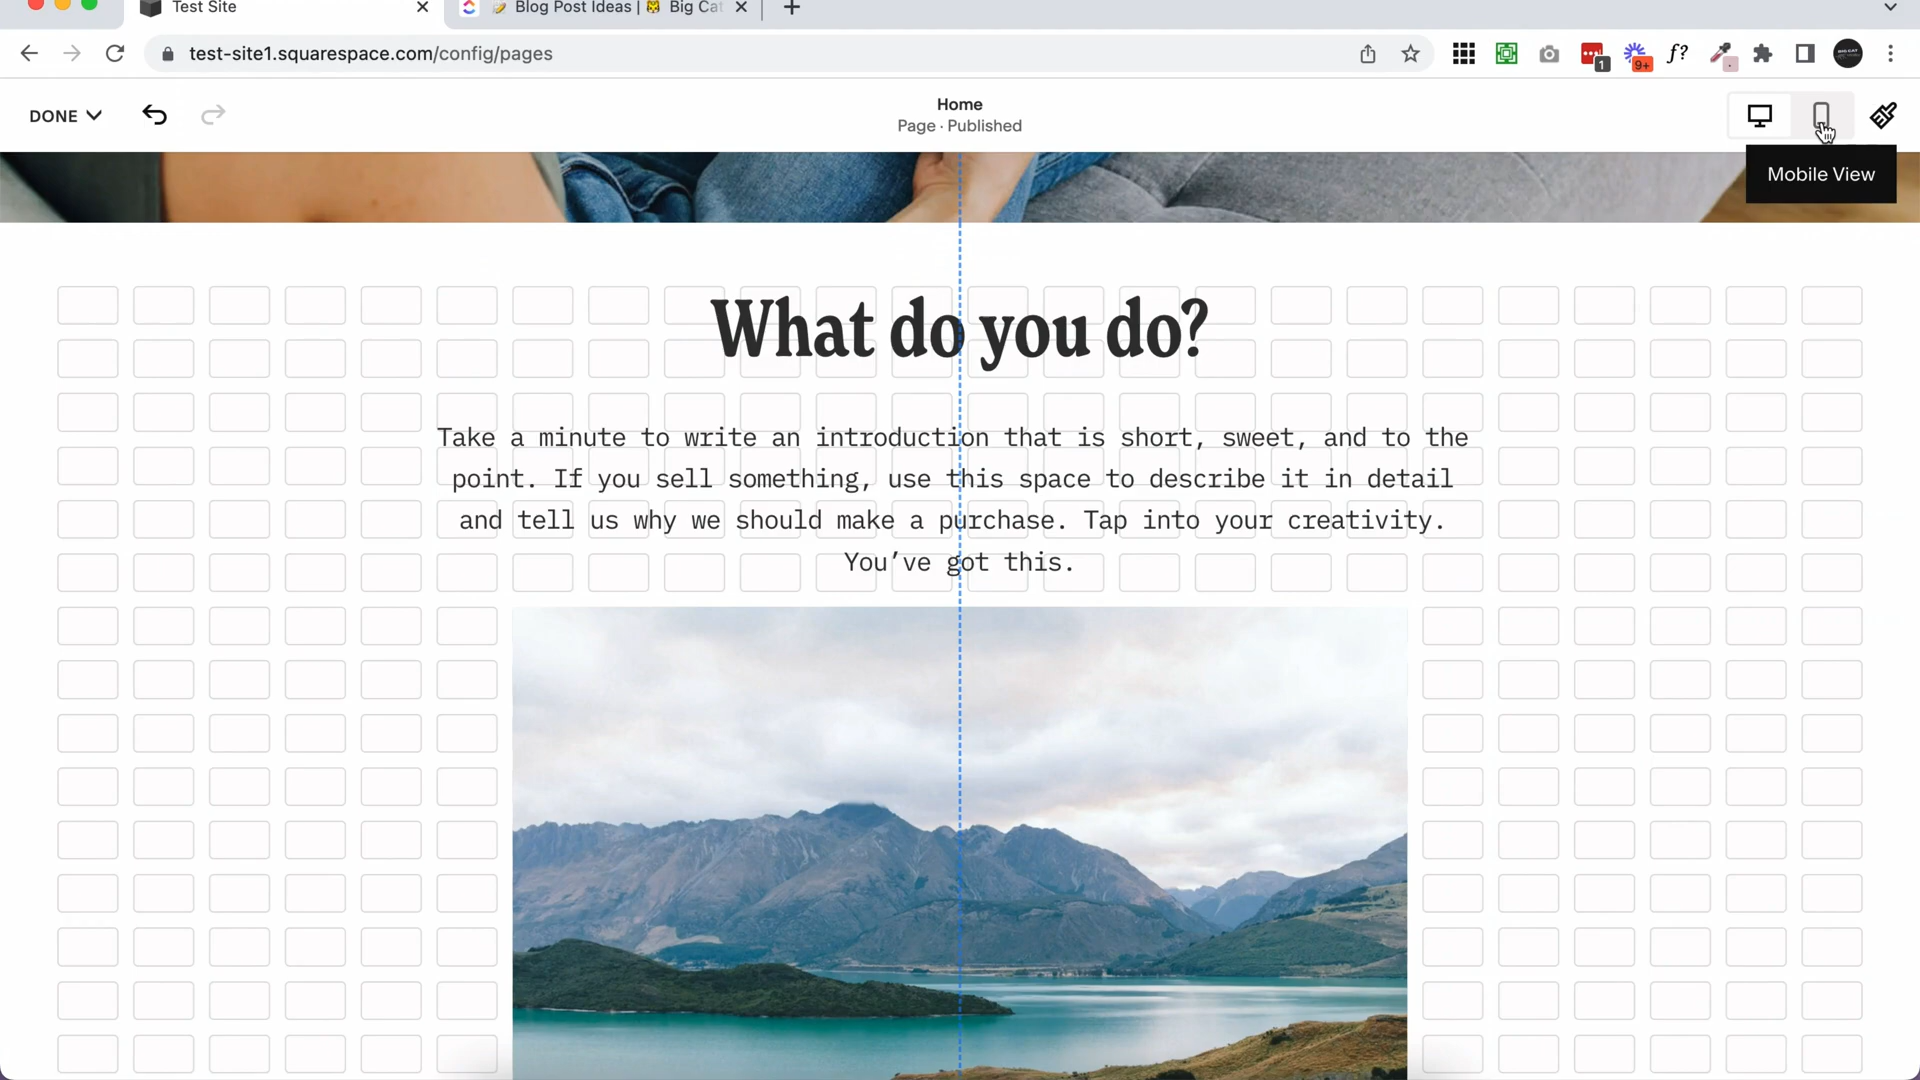 Test Site
Blog Post Ideas | 🐯 Big Cat
test-site1.squarespace.com/config/pages
1
9+
f?
DONE
Home
Page · Published
Mobile View
What do you do?
Take a minute to write an introduction that is short, sweet, and to the
point. If you sell something, use this space to describe it in detail
and tell us why we should make a purchase. Tap into your creativity.
You’ve got this.